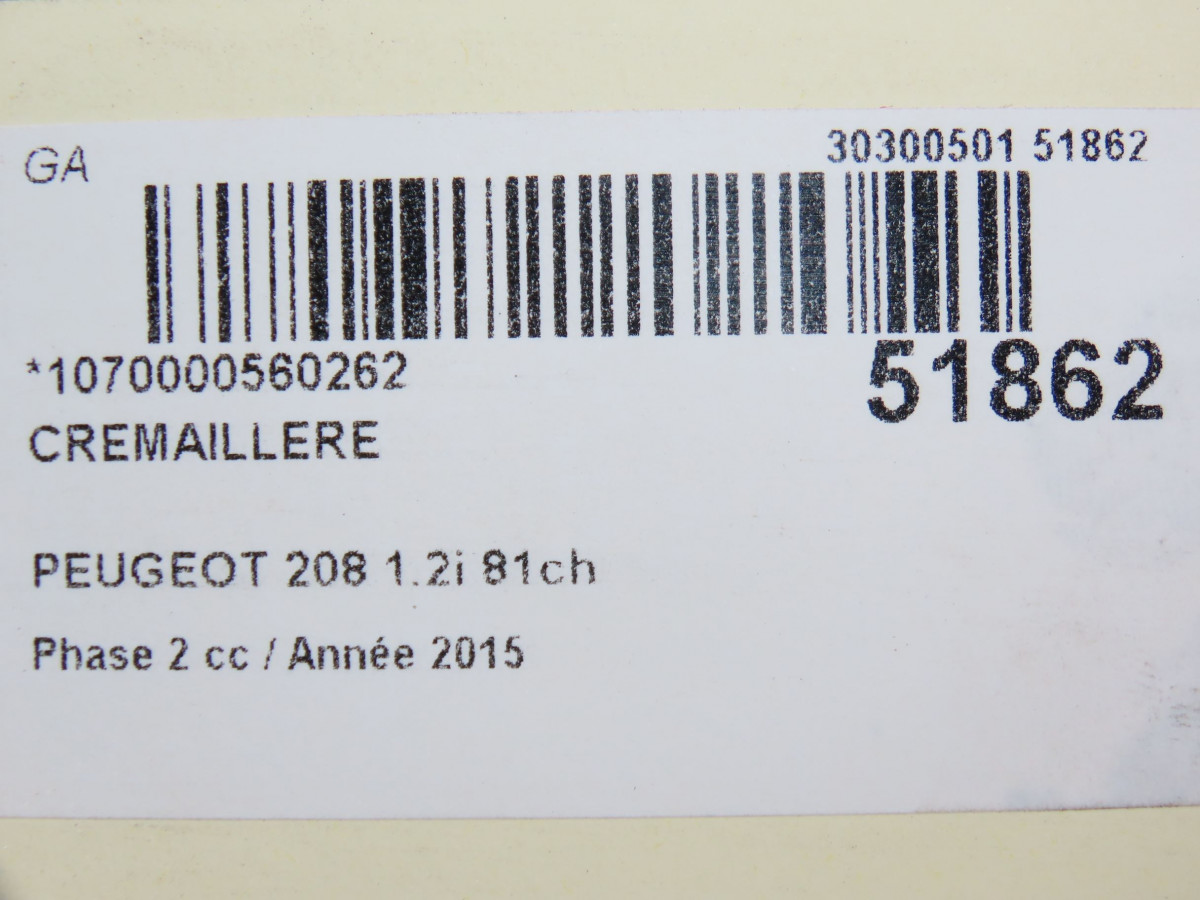 GA
30300501 51862
*1070000560262
51862
CREMAILLERE
PEUGEOT 208 1.2i 81ch
Phase 2 cc / Année 2015